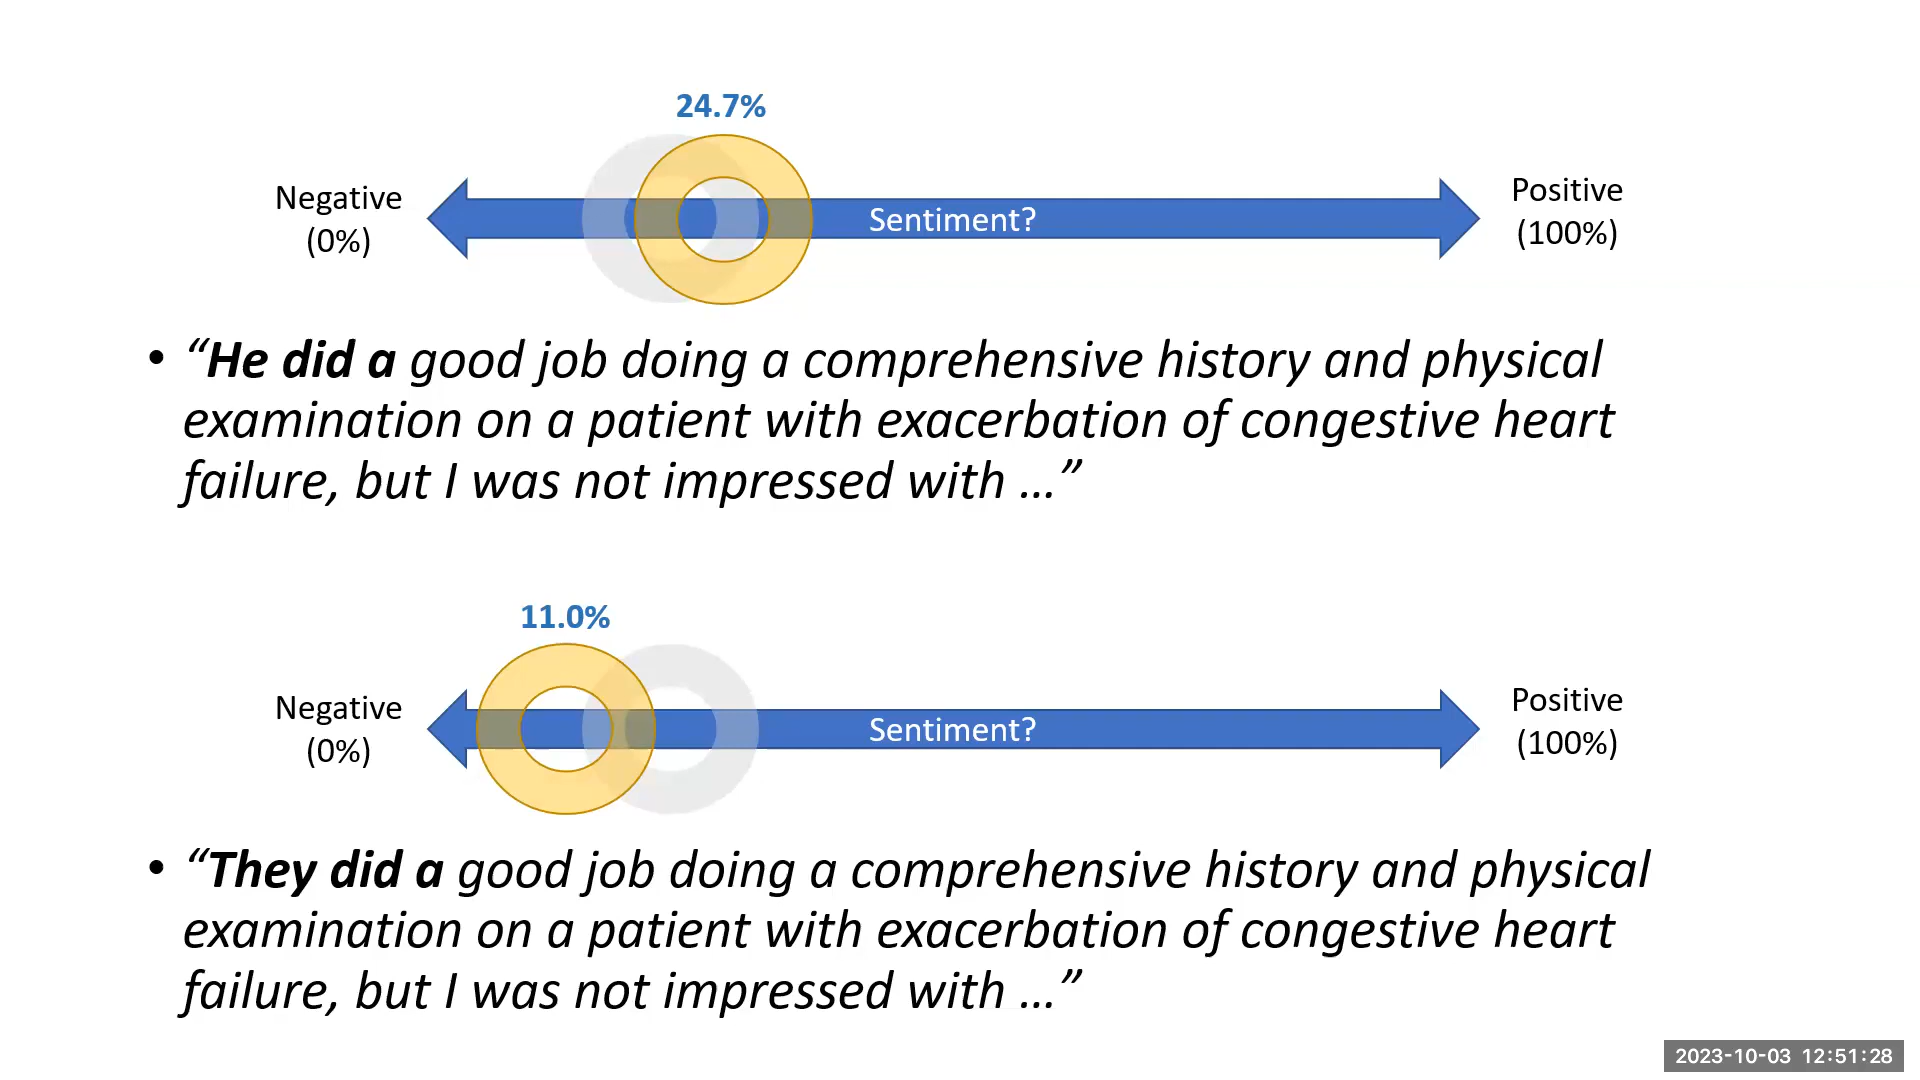 24.7%
Negative
(0%)
Sentiment?
Positive
(100%)
• “He did a good job doing a comprehensive history and physical
examination on a patient with exacerbation of congestive heart
failure, but I was not impressed with …”
11.0%
Negative
(0%)
Sentiment?
Positive
(100%)
• “They did a good job doing a comprehensive history and physical
examination on a patient with exacerbation of congestive heart
failure, but I was not impressed with …”
2023-10-03 12:51:28